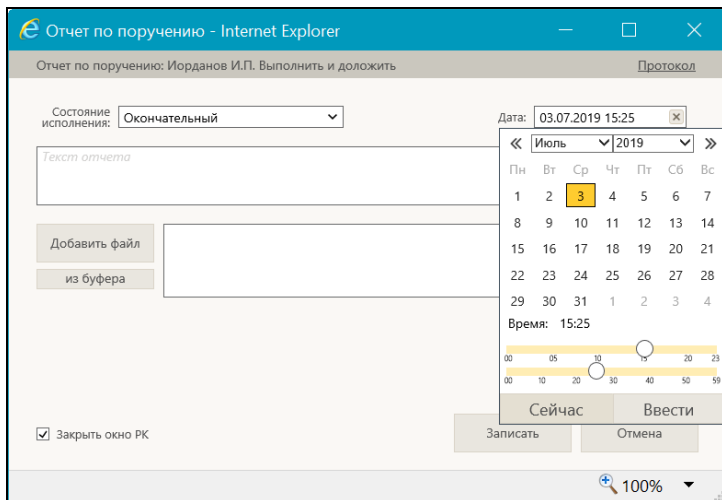 Отчет по поручению - Internet Explorer
Отчет по поручению: Иорданов И.П. Выполнить и доложить Протокол
Состояние исполнения: Окончательный Дата: 03.07.2019 15:25
Текст отчета
Июль 2019
Пн Вт Ср Чт Пт Сб Вс
1 2 3 4 5 6 7
8 9 10 11 12 13 14
15 16 17 18 19 20 21
22 23 24 25 26 27 28
29 30 31 1 2 3 4
Добавить файл
из буфера
Время: 15:25
00 05 10 15 20 23
00 10 20 30 40 50 59
Сейчас Ввести
Закрыть окно РК Записать Отмена
100%